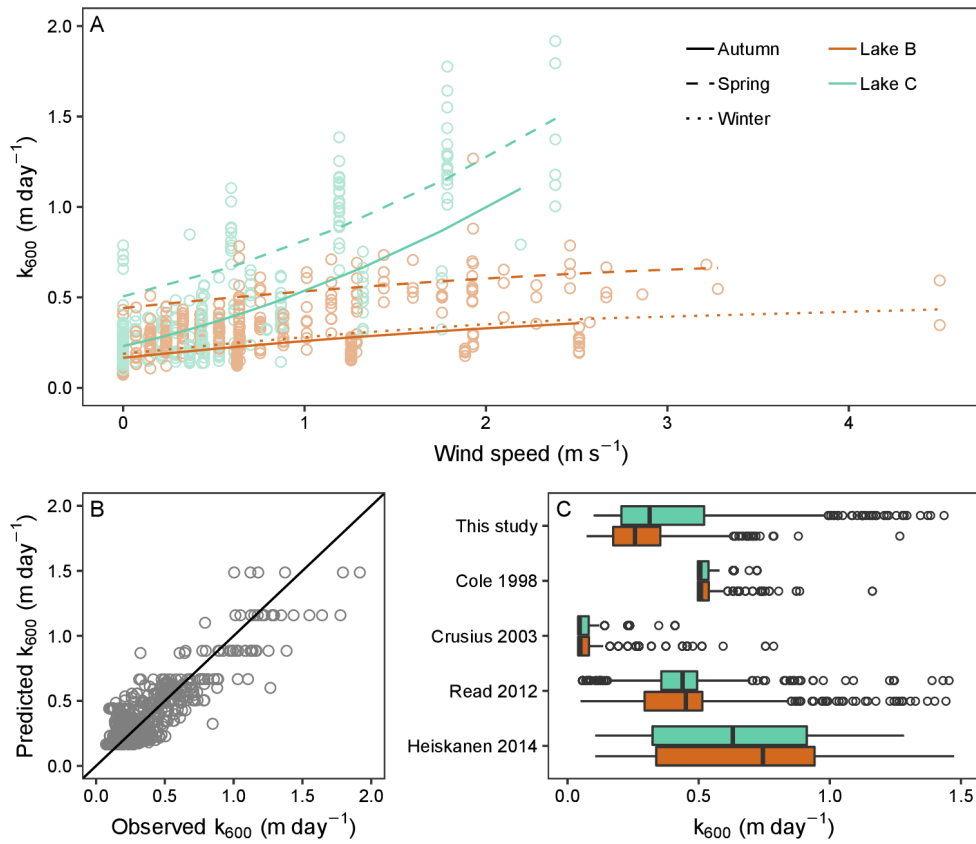 A
2.0
1.5
1.0
0.5
0.0
k600 (m day−1)
0 1 2 3 4
Wind speed (m s−1)
Autumn Lake B
Spring Lake C
Winter
B
2.0
1.5
1.0
0.5
0.0
Predicted k600 (m day−1)
0.0 0.5 1.0 1.5 2.0
Observed k600 (m day−1)
C
This study
Cole 1998
Crusius 2003
Read 2012
Heiskanen 2014
0.0 0.5 1.0 1.5
k600 (m day−1)